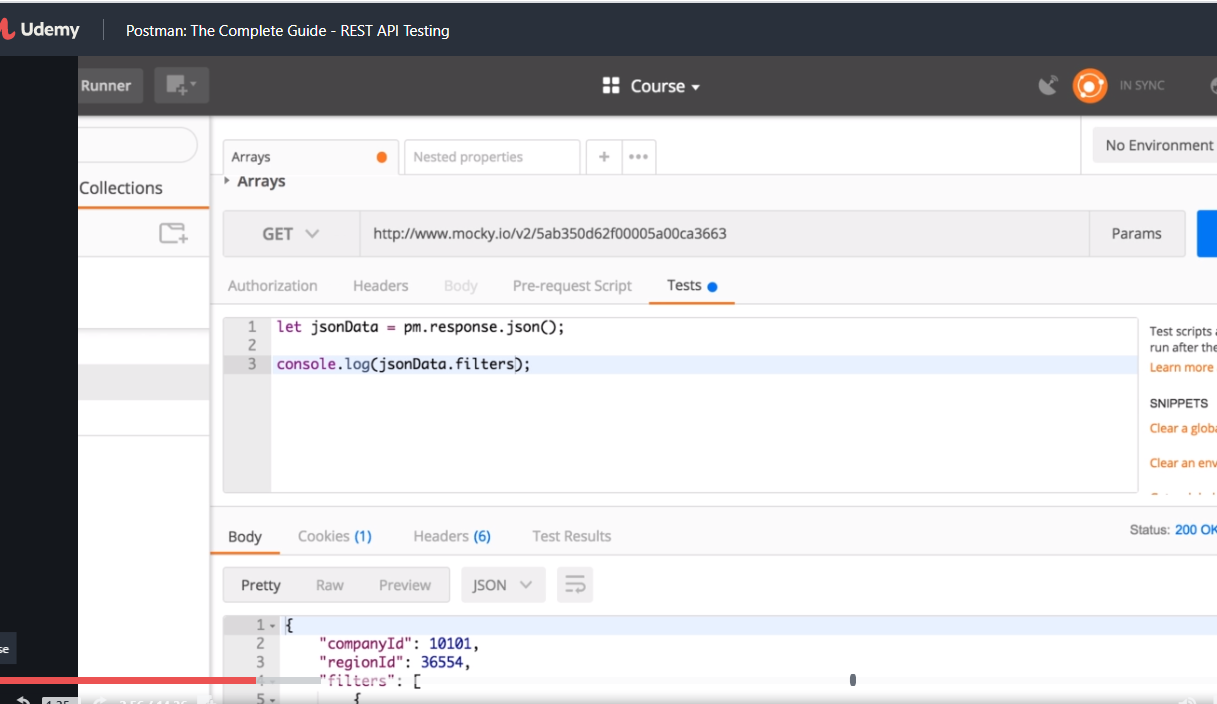 Udemy
Postman: The Complete Guide - REST API Testing
Runner
Course
IN SYNC
Arrays
Nested properties
No Environment
Arrays
Collections
GET
http://www.mocky.io/v2/5ab350d62f00005a00ca3663
Params
Authorization
Headers
Body
Pre-request Script
Tests
1 let jsonData = pm.response.json();
2
3 console.log(jsonData.filters);
Test scripts
run after the
Learn more
SNIPPETS
Clear a globa
Clear an env
Body
Cookies (1)
Headers (6)
Test Results
Status: 200 OK
Pretty
Raw
Preview
JSON
1 {
2 "companyId": 10101,
3 "regionId": 36554,
4 "filters": [
5 {
se